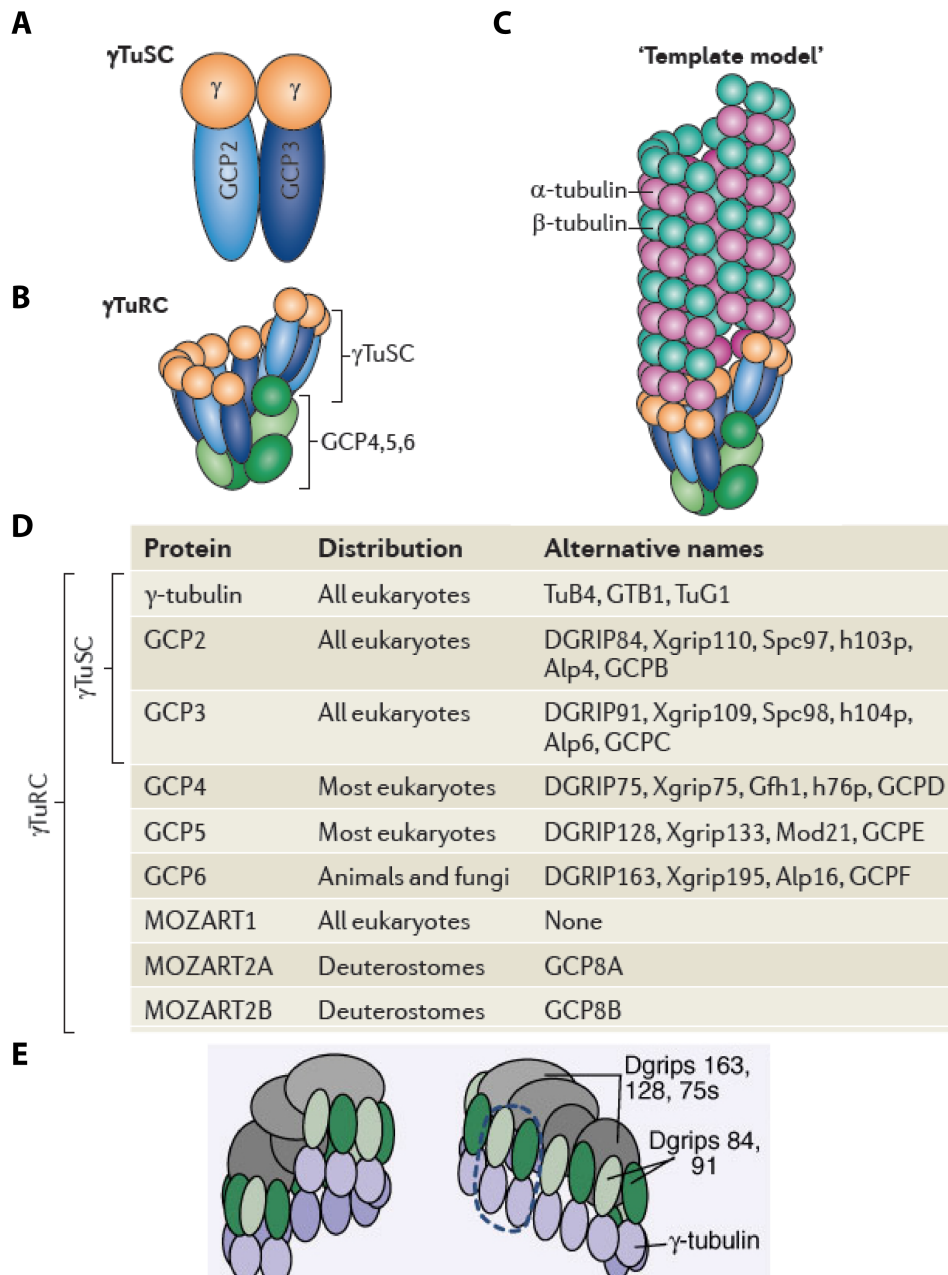 A
γTuSC
γ
γ
GCP2
GCP3
B
γTuRC
γTuSC
GCP4,5,6
C
‘Template model’
α-tubulin
β-tubulin
D
Protein Distribution Alternative names
γTuRC
γTuSC
γ-tubulin All eukaryotes TuB4, GTB1, TuG1
GCP2 All eukaryotes DGRIP84, Xgrip110, Spc97, h103p,
Alp4, GCPB
GCP3 All eukaryotes DGRIP91, Xgrip109, Spc98, h104p,
Alp6, GCPC
GCP4 Most eukaryotes DGRIP75, Xgrip75, Gfh1, h76p, GCPD
GCP5 Most eukaryotes DGRIP128, Xgrip133, Mod21, GCPE
GCP6 Animals and fungi DGRIP163, Xgrip195, Alp16, GCPF
MOZART1 All eukaryotes None
MOZART2A Deuterostomes GCP8A
MOZART2B Deuterostomes GCP8B
E
Dgrips 163,
128, 75s
Dgrips 84,
91
γ-tubulin